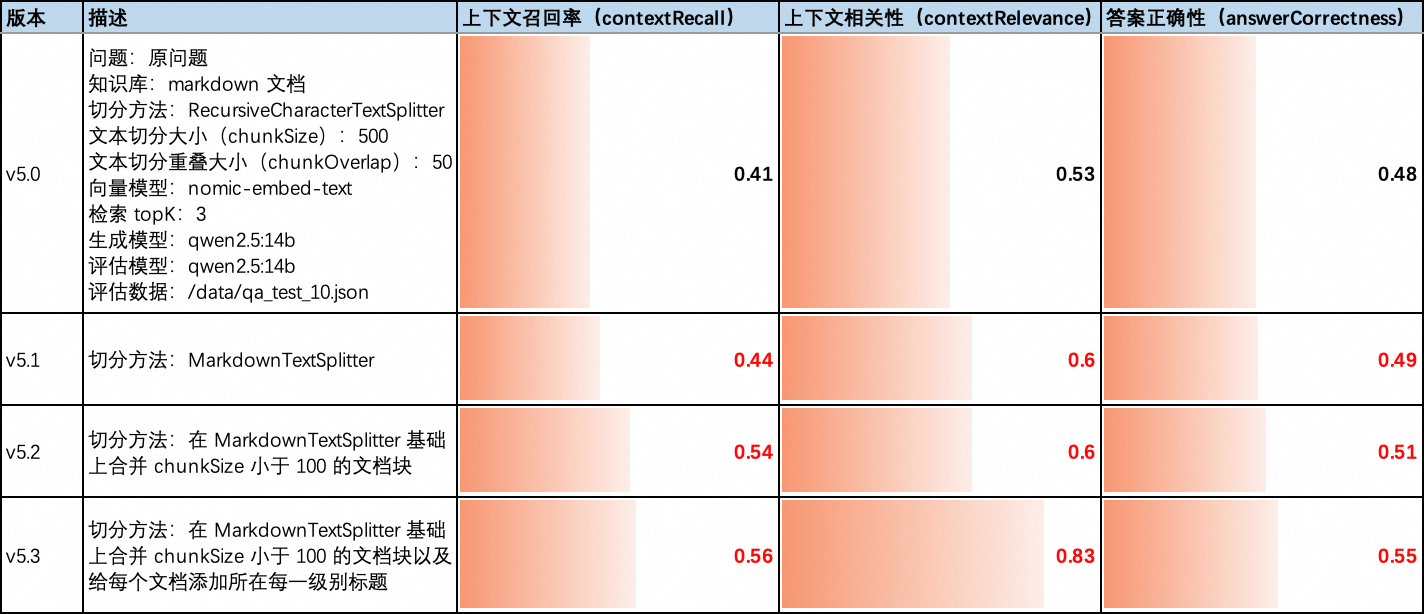 版本 描述 上下文召回率（contextRecall） 上下文相关性（contextRelevance） 答案正确性（answerCorrectness）
v5.0
问题：原问题
知识库：markdown 文档
切分方法：RecursiveCharacterTextSplitter
文本切分大小（chunkSize）：500
文本切分重叠大小（chunkOverlap）：50
向量模型：nomic-embed-text
检索 topK：3
生成模型：qwen2.5:14b
评估模型：qwen2.5:14b
评估数据：/data/qa_test_10.json
0.41 0.53 0.48
v5.1
切分方法：MarkdownTextSplitter
0.44 0.6 0.49
v5.2
切分方法：在 MarkdownTextSplitter 基础
上合并 chunkSize 小于 100 的文档块
0.54 0.6 0.51
v5.3
切分方法：在 MarkdownTextSplitter 基础
上合并 chunkSize 小于 100 的文档块以及
给每个文档添加所在每一级别标题
0.56 0.83 0.55